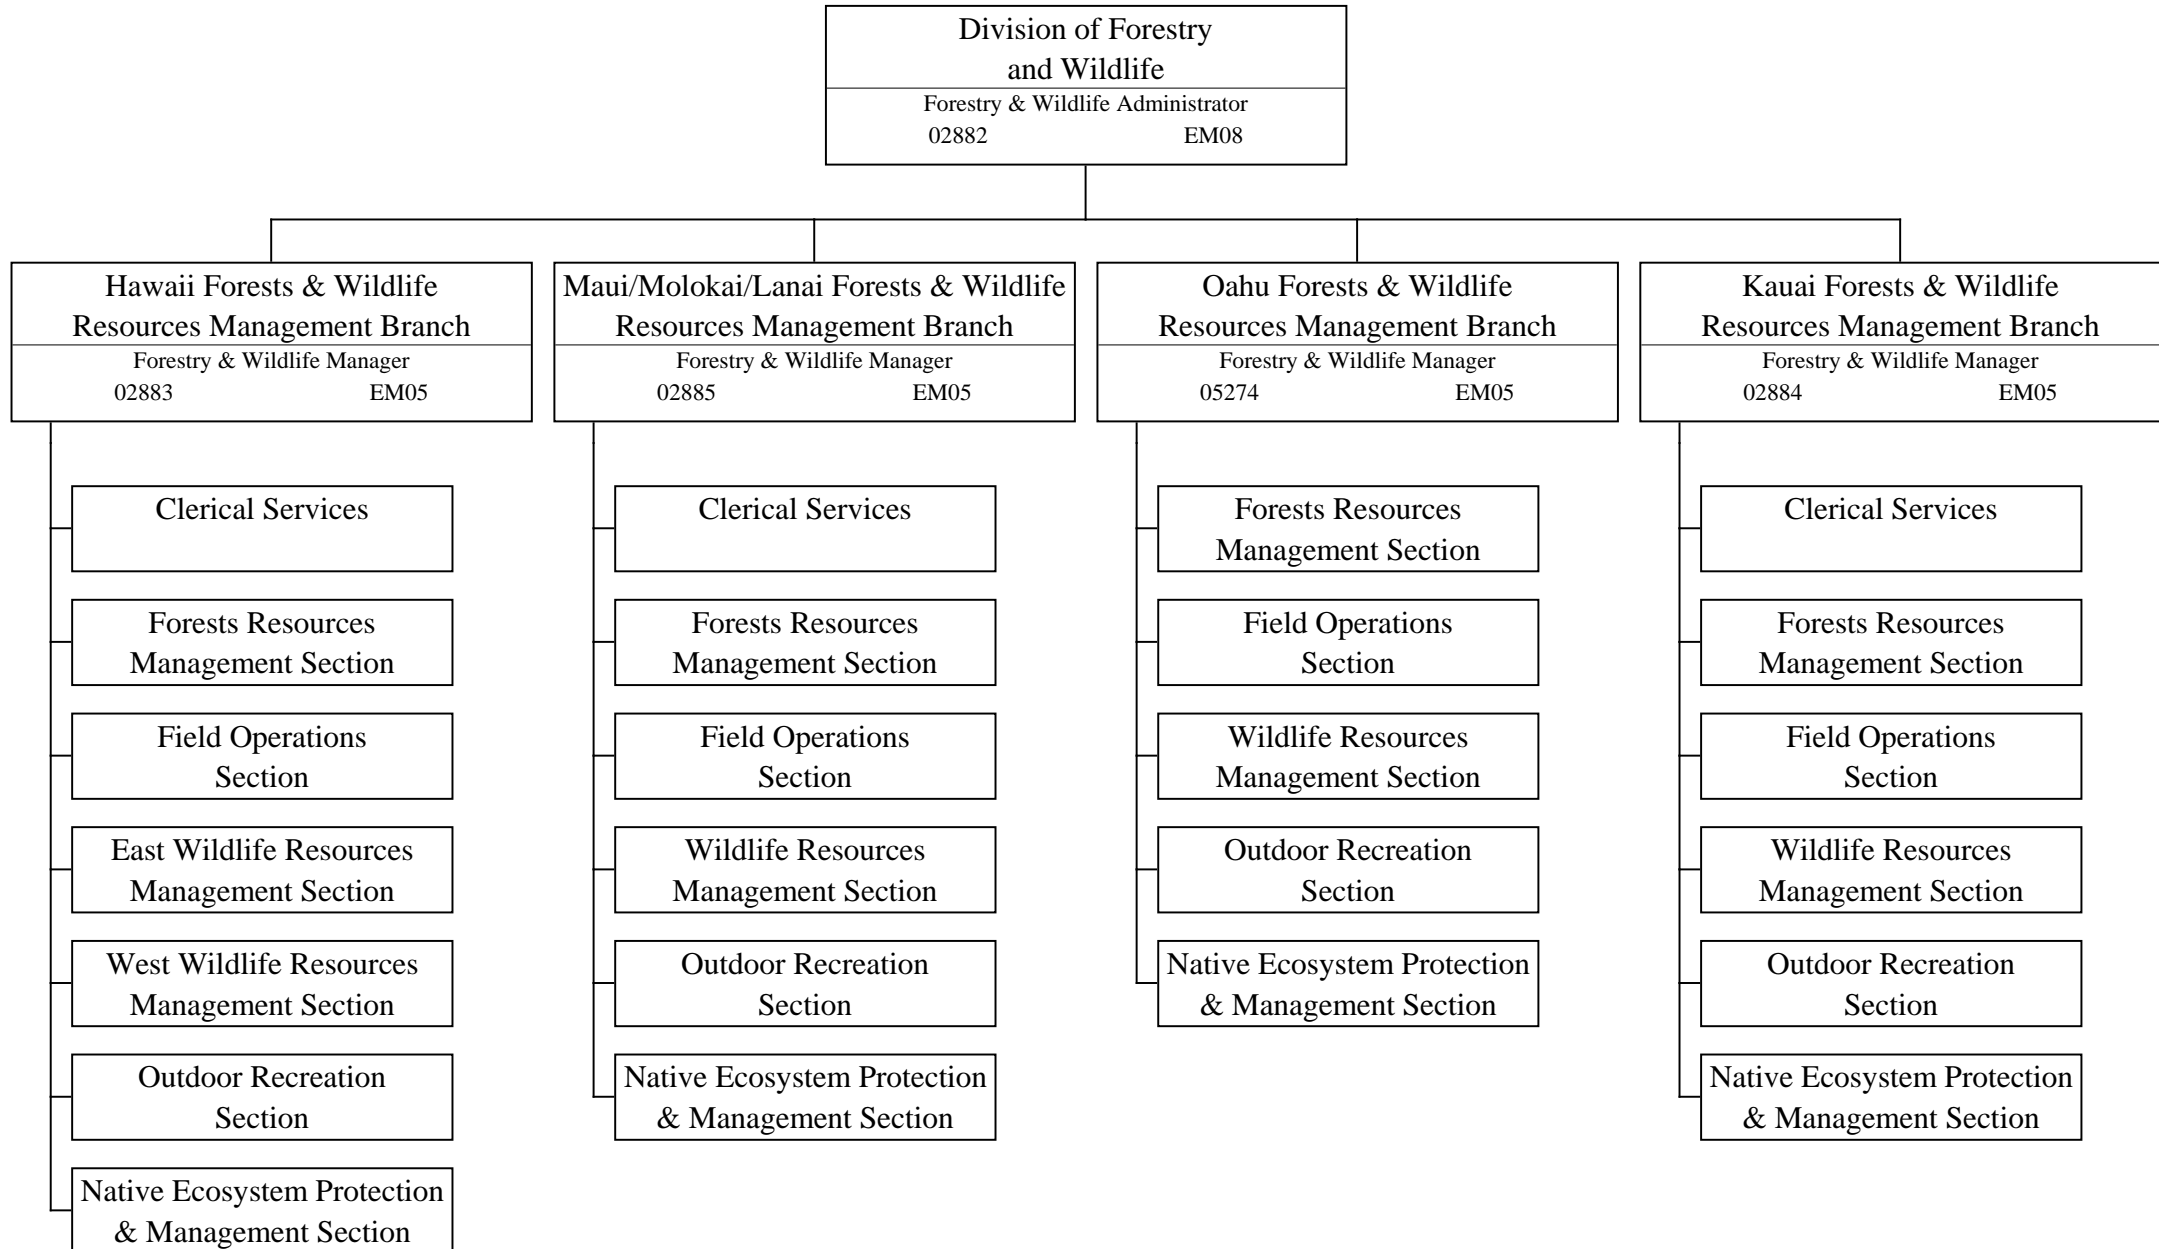 Division of Forestry
and Wildlife
Forestry & Wildlife Administrator
02882 EM08
Hawaii Forests & Wildlife
Resources Management Branch
Forestry & Wildlife Manager
02883 EM05
Clerical Services
Forests Resources
Management Section
Field Operations
Section
East Wildlife Resources
Management Section
West Wildlife Resources
Management Section
Outdoor Recreation
Section
Native Ecosystem Protection
& Management Section
Maui/Molokai/Lanai Forests & Wildlife
Resources Management Branch
Forestry & Wildlife Manager
02885 EM05
Clerical Services
Forests Resources
Management Section
Field Operations
Section
Wildlife Resources
Management Section
Outdoor Recreation
Section
Native Ecosystem Protection
& Management Section
Oahu Forests & Wildlife
Resources Management Branch
Forestry & Wildlife Manager
05274 EM05
Forests Resources
Management Section
Field Operations
Section
Wildlife Resources
Management Section
Outdoor Recreation
Section
Native Ecosystem Protection
& Management Section
Kauai Forests & Wildlife
Resources Management Branch
Forestry & Wildlife Manager
02884 EM05
Clerical Services
Forests Resources
Management Section
Field Operations
Section
Wildlife Resources
Management Section
Outdoor Recreation
Section
Native Ecosystem Protection
& Management Section